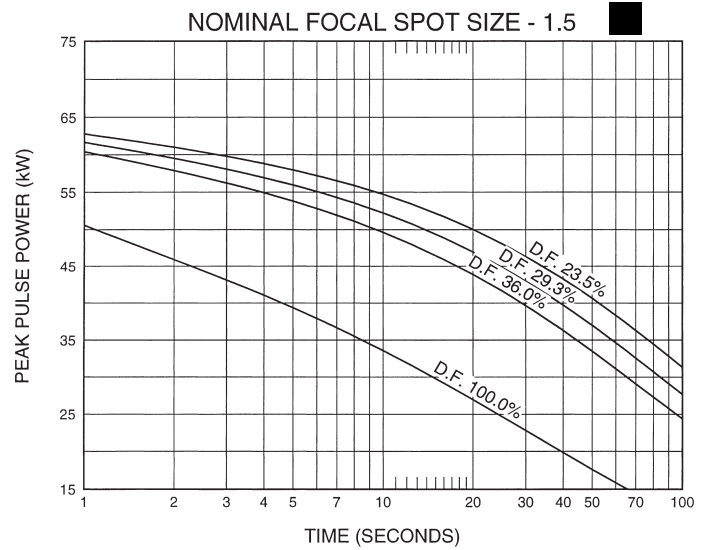 NOMINAL FOCAL SPOT SIZE - 1.5
75
65
55
45
35
25
15
PEAK PULSE POWER (kW)
D.F. 23.5%
D.F. 29.3%
D.F. 36.0%
D.F. 100.0%
1 2 3 4 5 7 10 20 30 40 50 70 100
TIME (SECONDS)